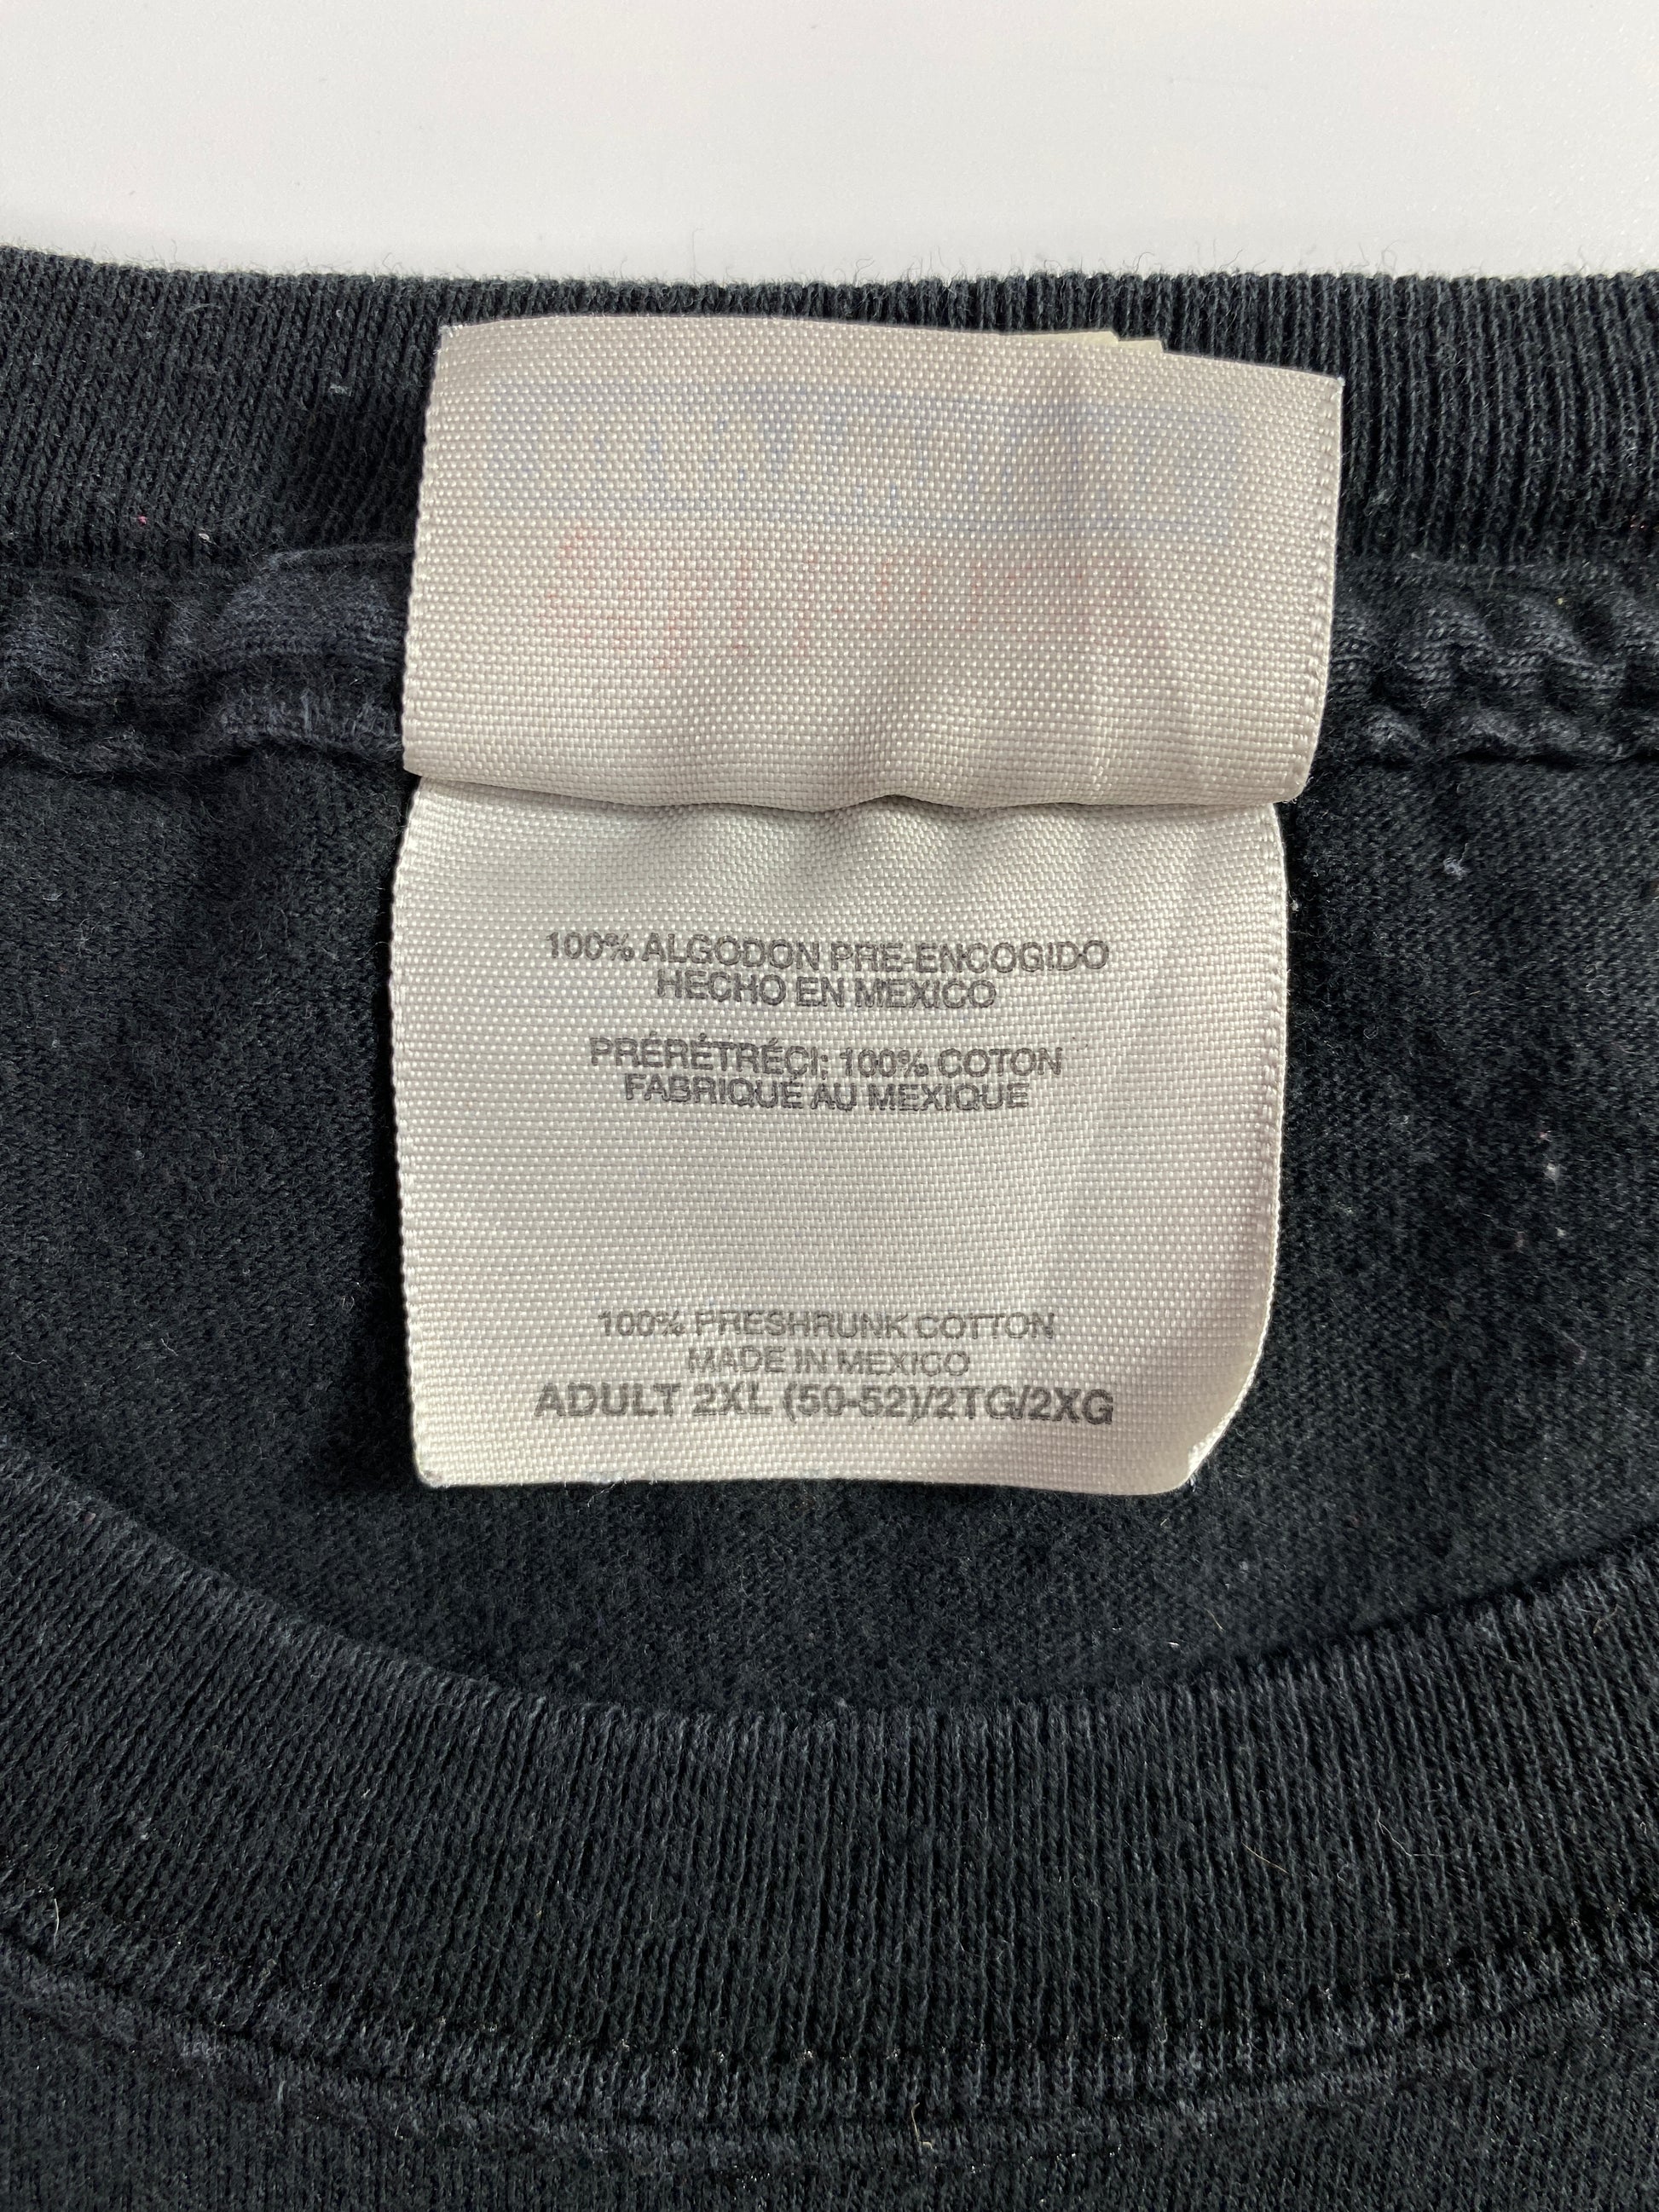 100% ALGODON PRE-ENCOGIDO
HECHO EN MEXICO
PRÉRÉTRÉCI; 100% COTON
FABRIQUE AU MEXIQUE
100% PRESHRUNK COTTON
MADE IN MEXICO
ADULT 2XL (50-52)/2TG/2XG